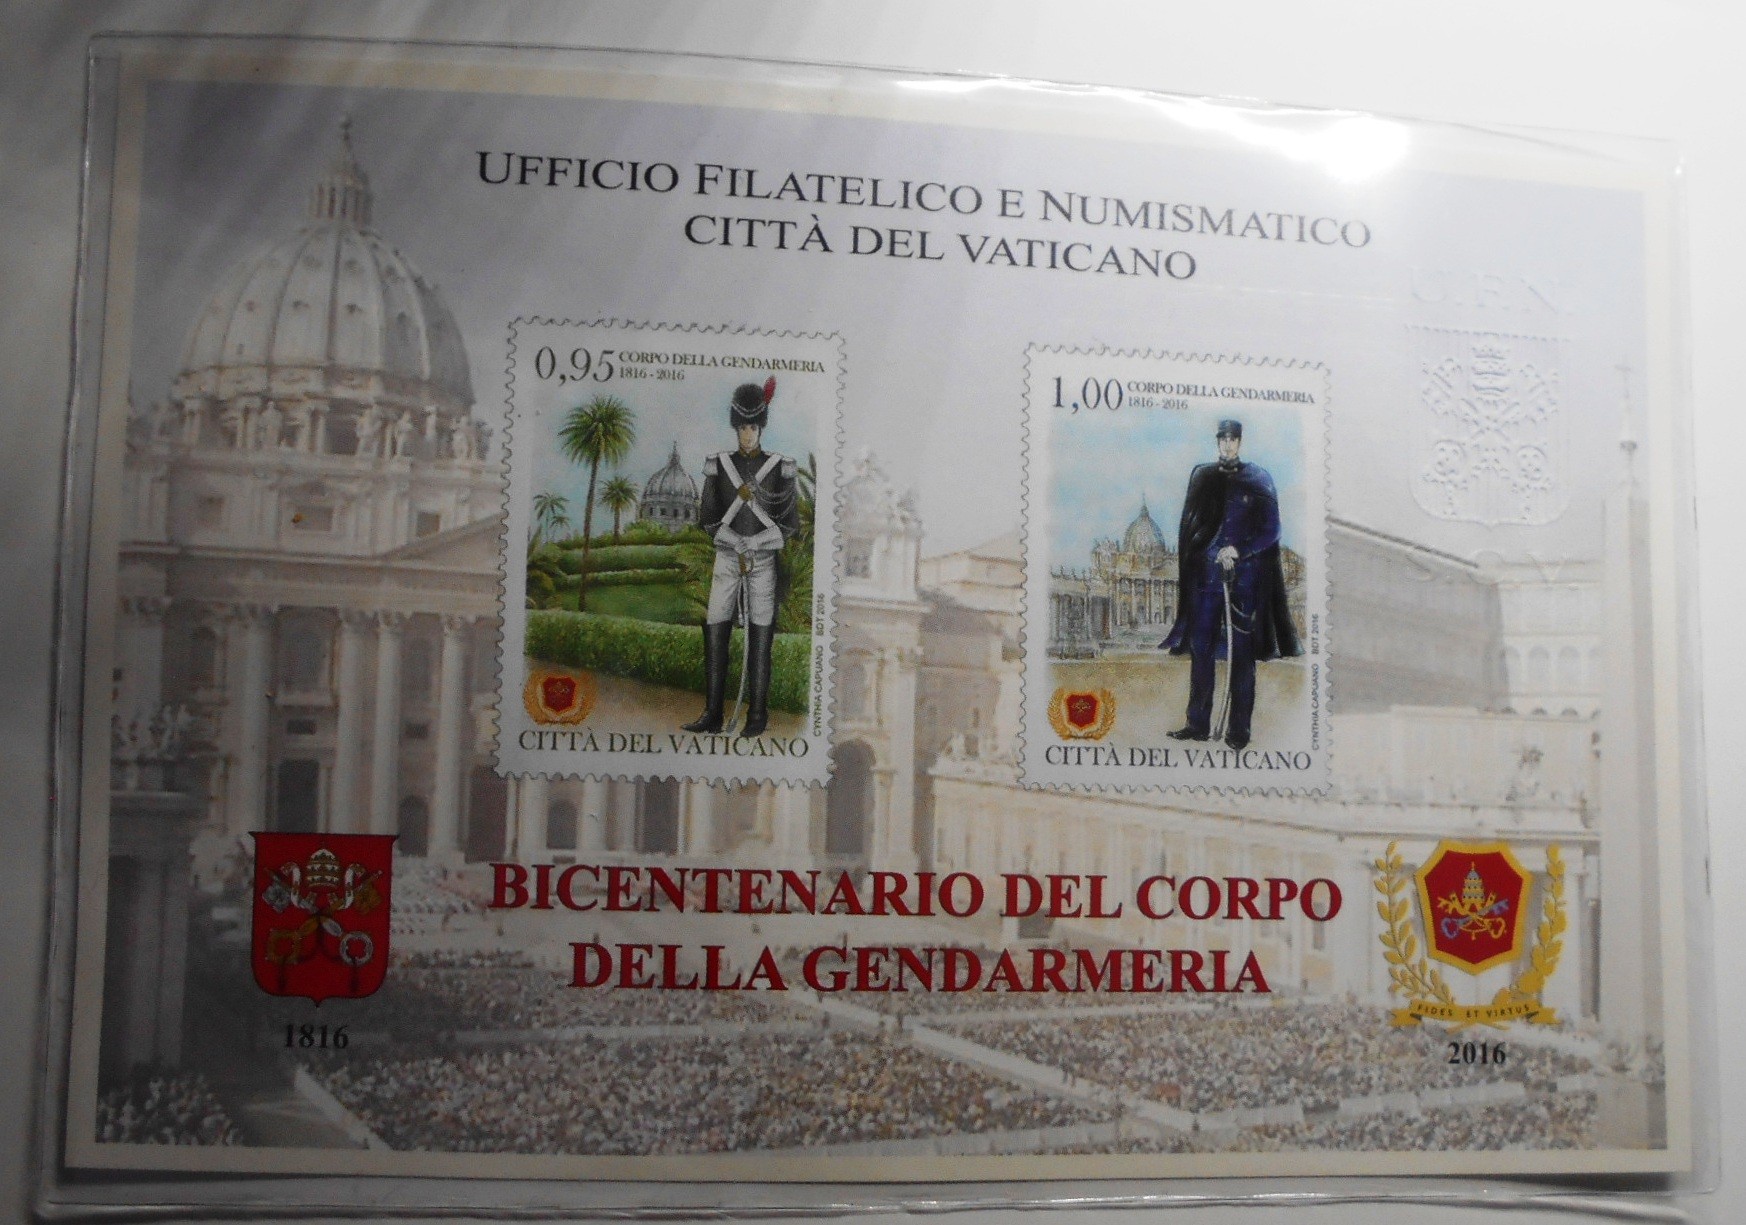 UFFICIO FILATELICO E NUMISMATICO
CITTÀ DEL VATICANO
U.F.N.
0,95 CORPO DELLA GENDARMERIA
1816 - 2016
CYNTHIA CAPUANO BDT 2016
CITTÀ DEL VATICANO
1,00 CORPO DELLA GENDARMERIA
1816 - 2016
CYNTHIA CAPUANO BDT 2016
CITTÀ DEL VATICANO
BICENTENARIO DEL CORPO
DELLA GENDARMERIA
1816
FIDES ET VIRTUS
2016